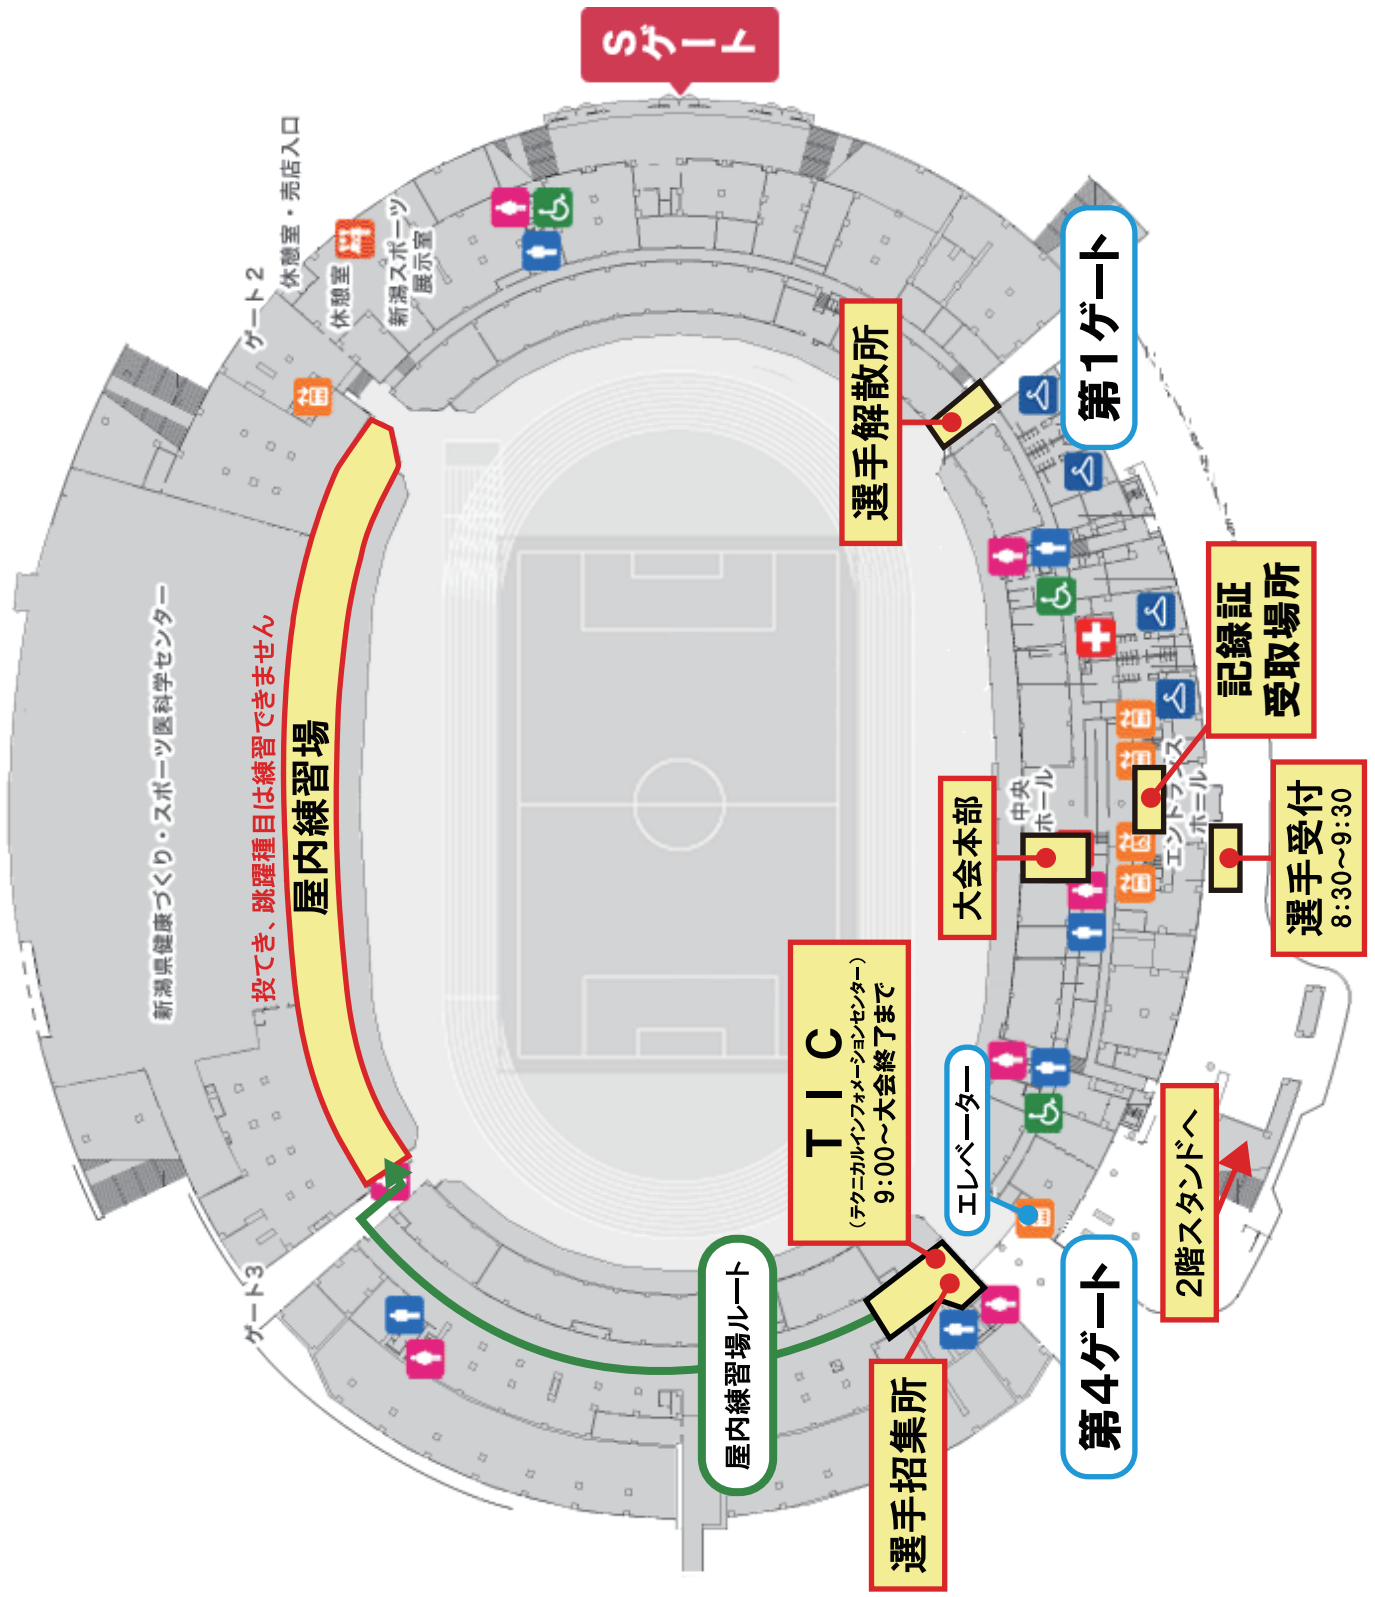 Sゲート
ゲート2
休憩室・売店入口
休憩室
新潟スポーツ
展示室
新潟県健康づくり・スポーツ医科学センター
投てき、跳躍種目は練習できません
屋内練習場
ゲート3
選手解散所
第1ゲート
記録証
受取場所
中央
ホール
エントランス
ホール
大会本部
選手受付
8:30～9:30
TIC
（テクニカルインフォメーションセンター）
9:00～大会終了まで
エレベーター
2階スタンドへ
第4ゲート
屋内練習場ルート
選手招集所